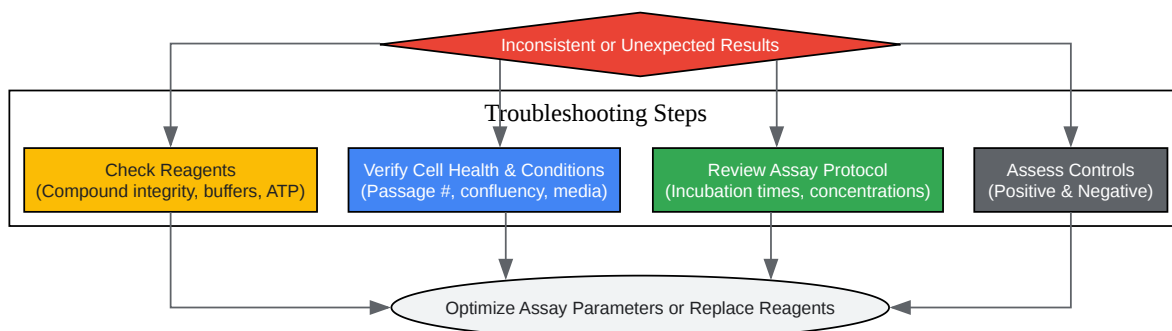 Inconsistent or Unexpected Results
Troubleshooting Steps
Check Reagents
(Compound integrity, buffers, ATP)
Verify Cell Health & Conditions
(Passage #, confluency, media)
Review Assay Protocol
(Incubation times, concentrations)
Assess Controls
(Positive & Negative)
Optimize Assay Parameters or Replace Reagents